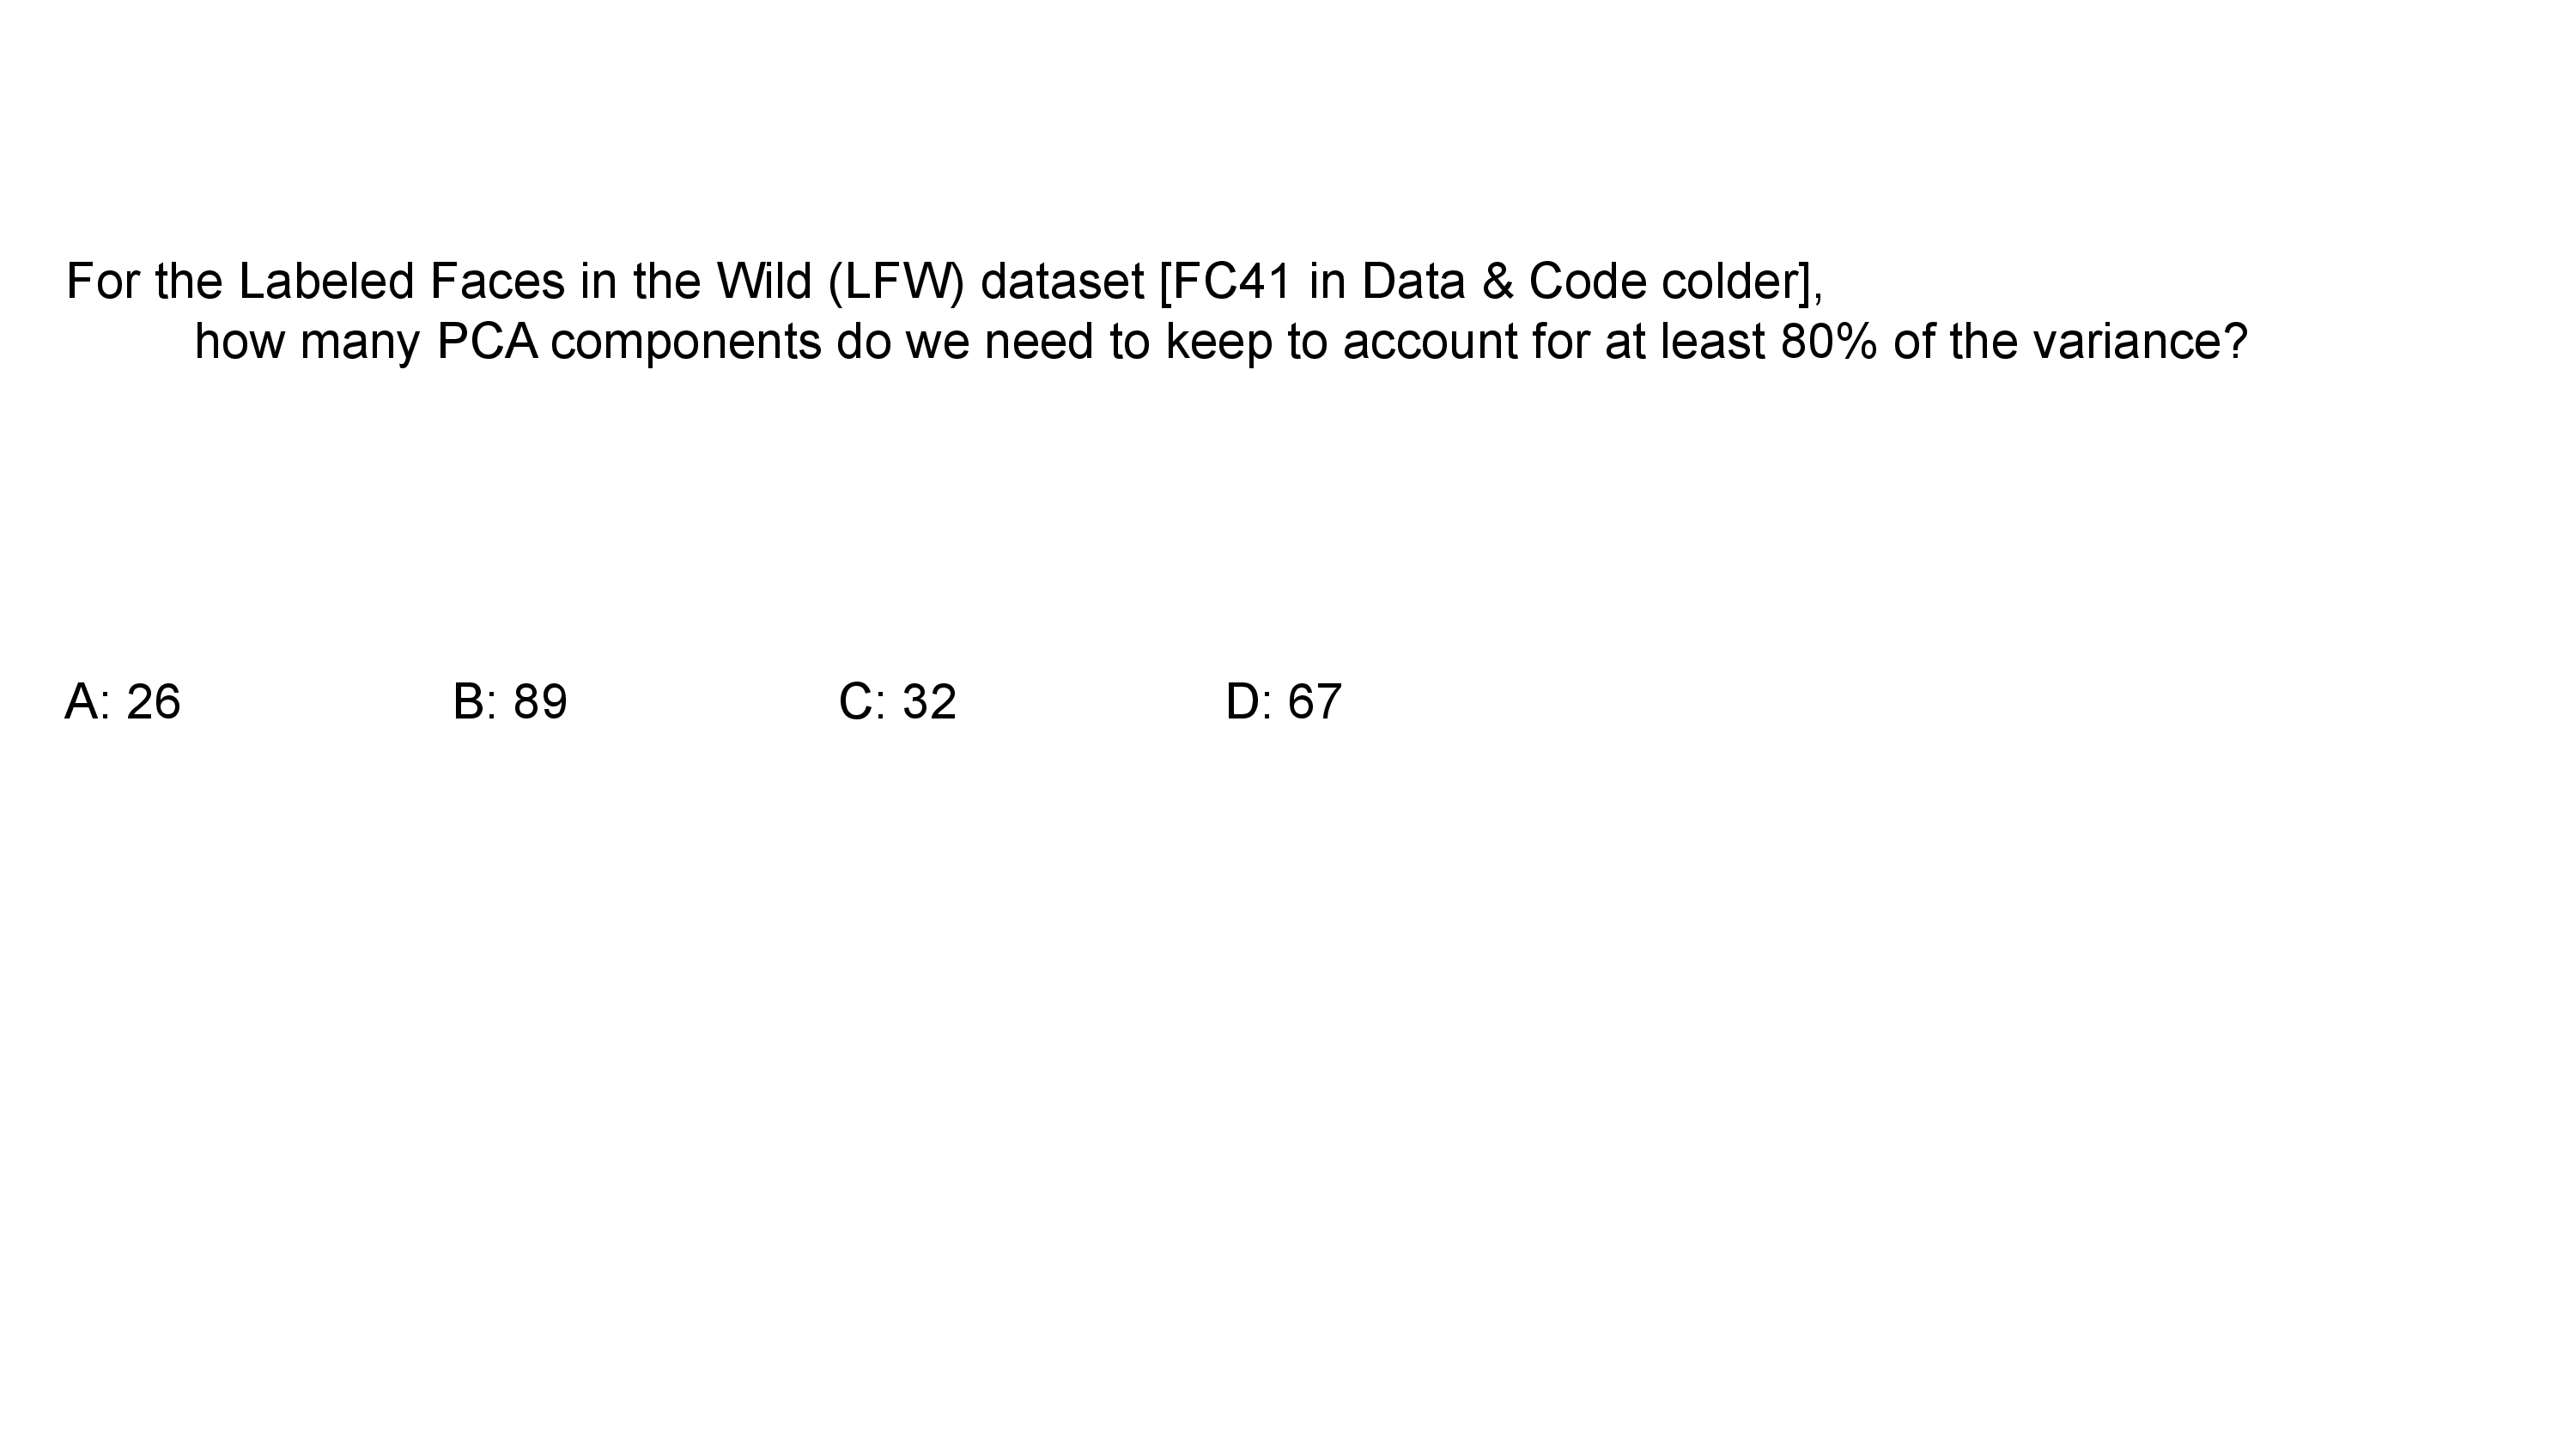 For the Labeled Faces in the Wild (LFW) dataset [FC41 in Data & Code colder],
how many PCA components do we need to keep to account for at least 80% of the variance?
A: 26 B: 89 C: 32 D: 67